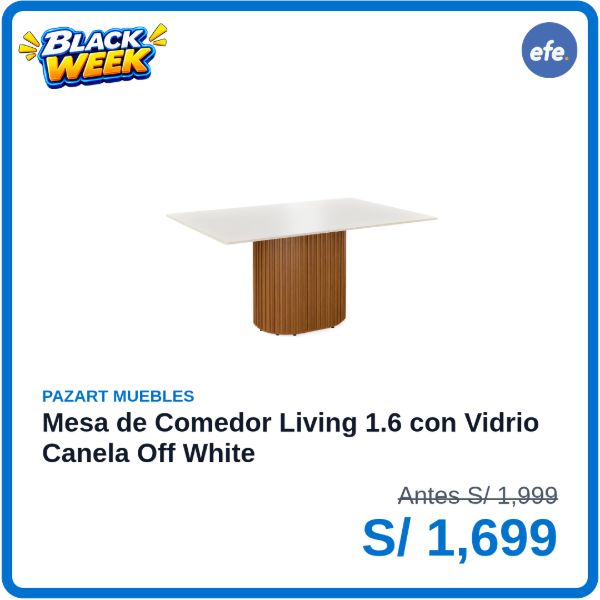 BLACK
WEEK
efe.
PAZART MUEBLES
Mesa de Comedor Living 1.6 con Vidrio
Canela Off White
Antes S/ 1,999
S/ 1,699